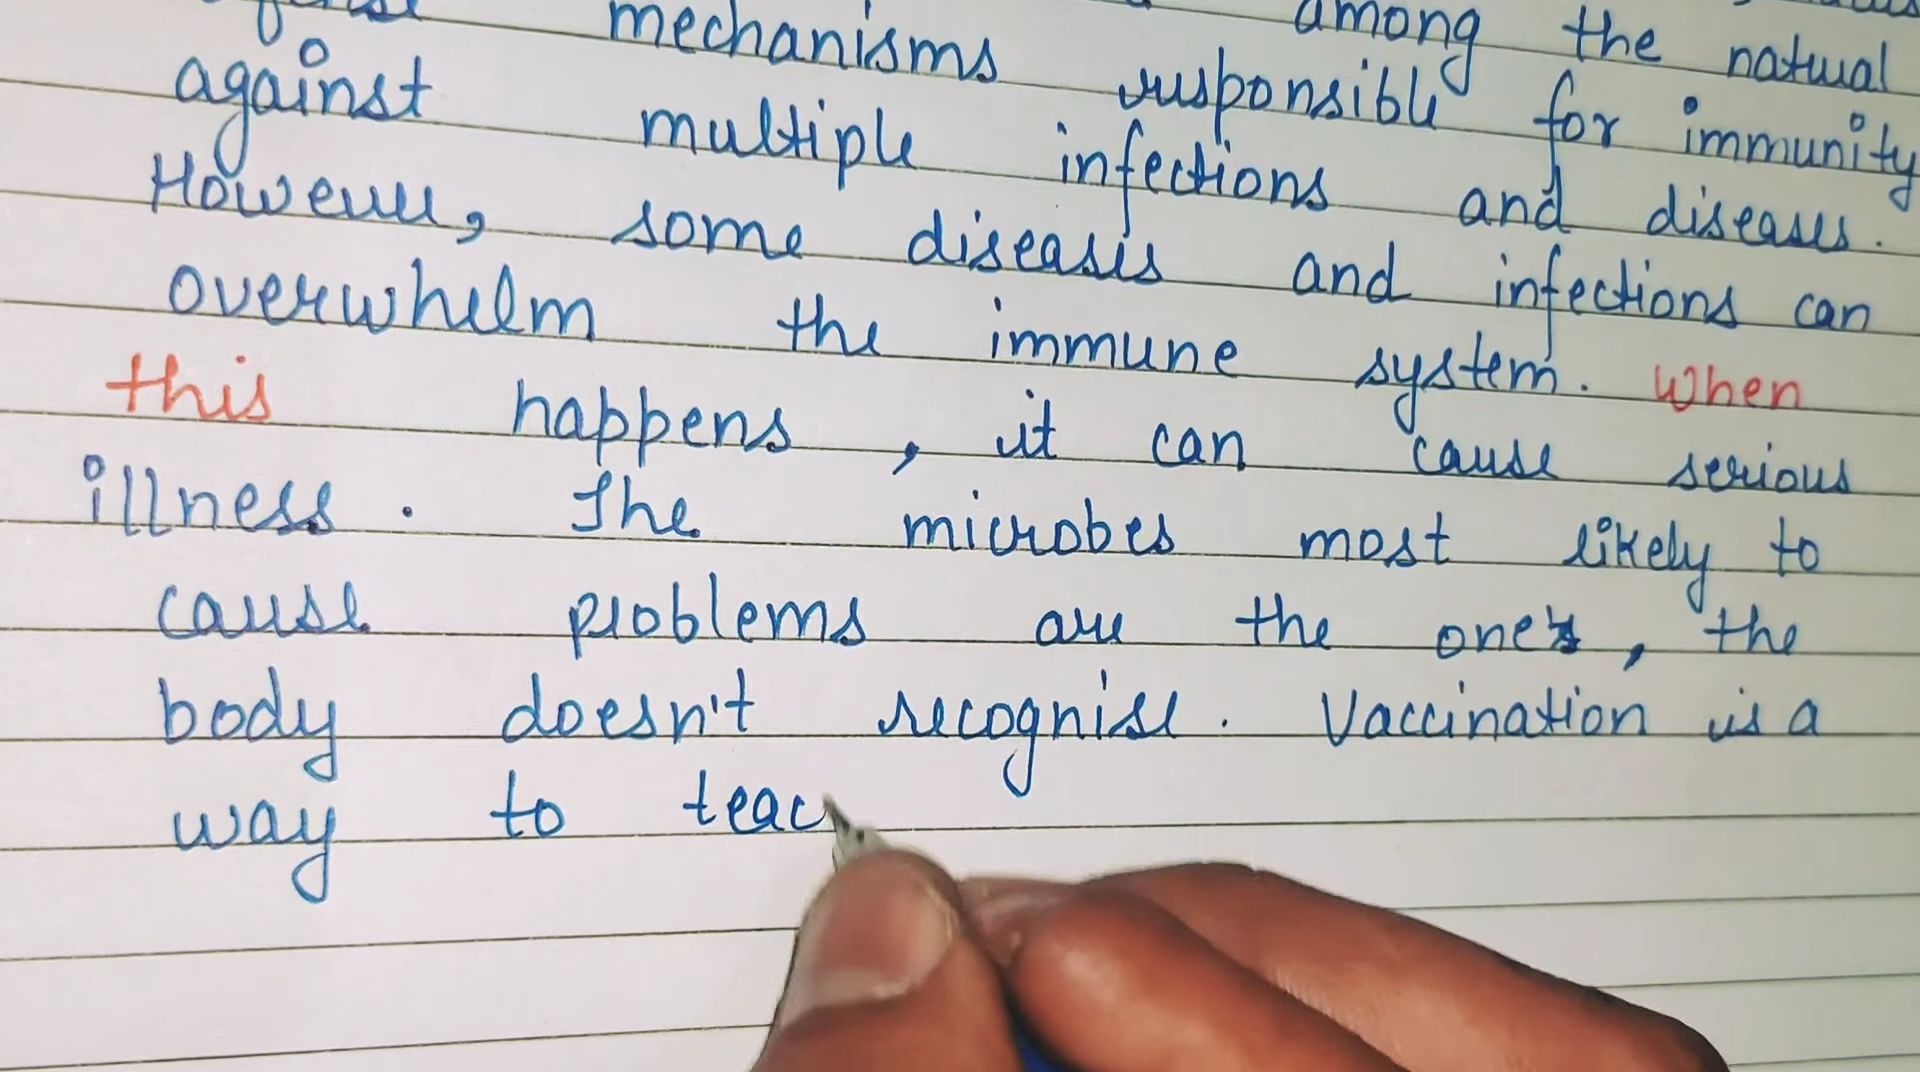 among the natural
mechanisms responsible for immunity
against multiple infections and diseases.
However, some diseases and infections can
overwhelm the immune system. When
this happens, it can cause serious
illness. The microbes most likely to
cause problems are the one's, the
body doesn't recognise. Vaccination is a
way to teac